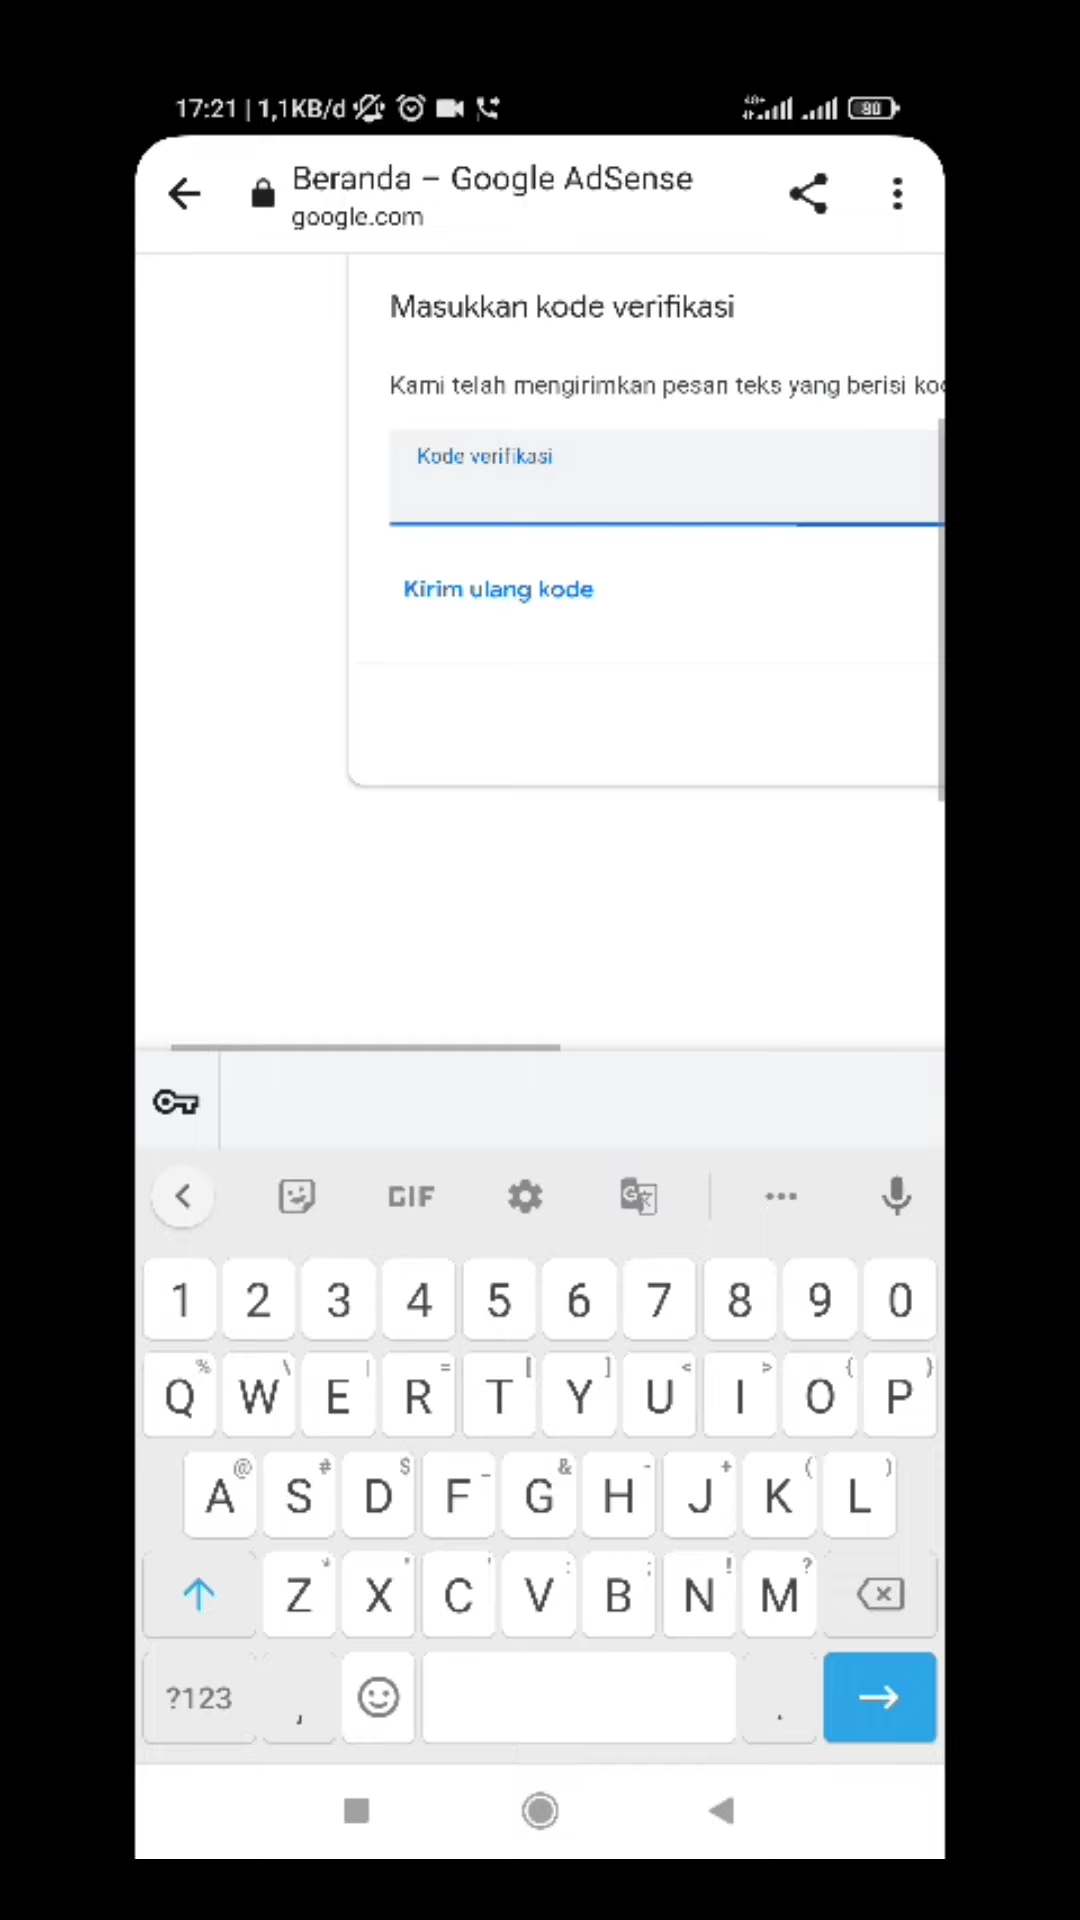 17:21 | 1,1KB/d 80
Beranda – Google AdSense
google.com
Masukkan kode verifikasi
Kami telah mengirimkan pesan teks yang berisi
Kode verifikasi
Kirim ulang kode
GIF
1 2 3 4 5 6 7 8 9 0
% \ | = [ ] < > { }
Q W E R T Y U I O P
@ # $ _ & - + ( )
A S D F G H J K L
* " ' : ; ! ?
Z X C V B N M
?123 , .